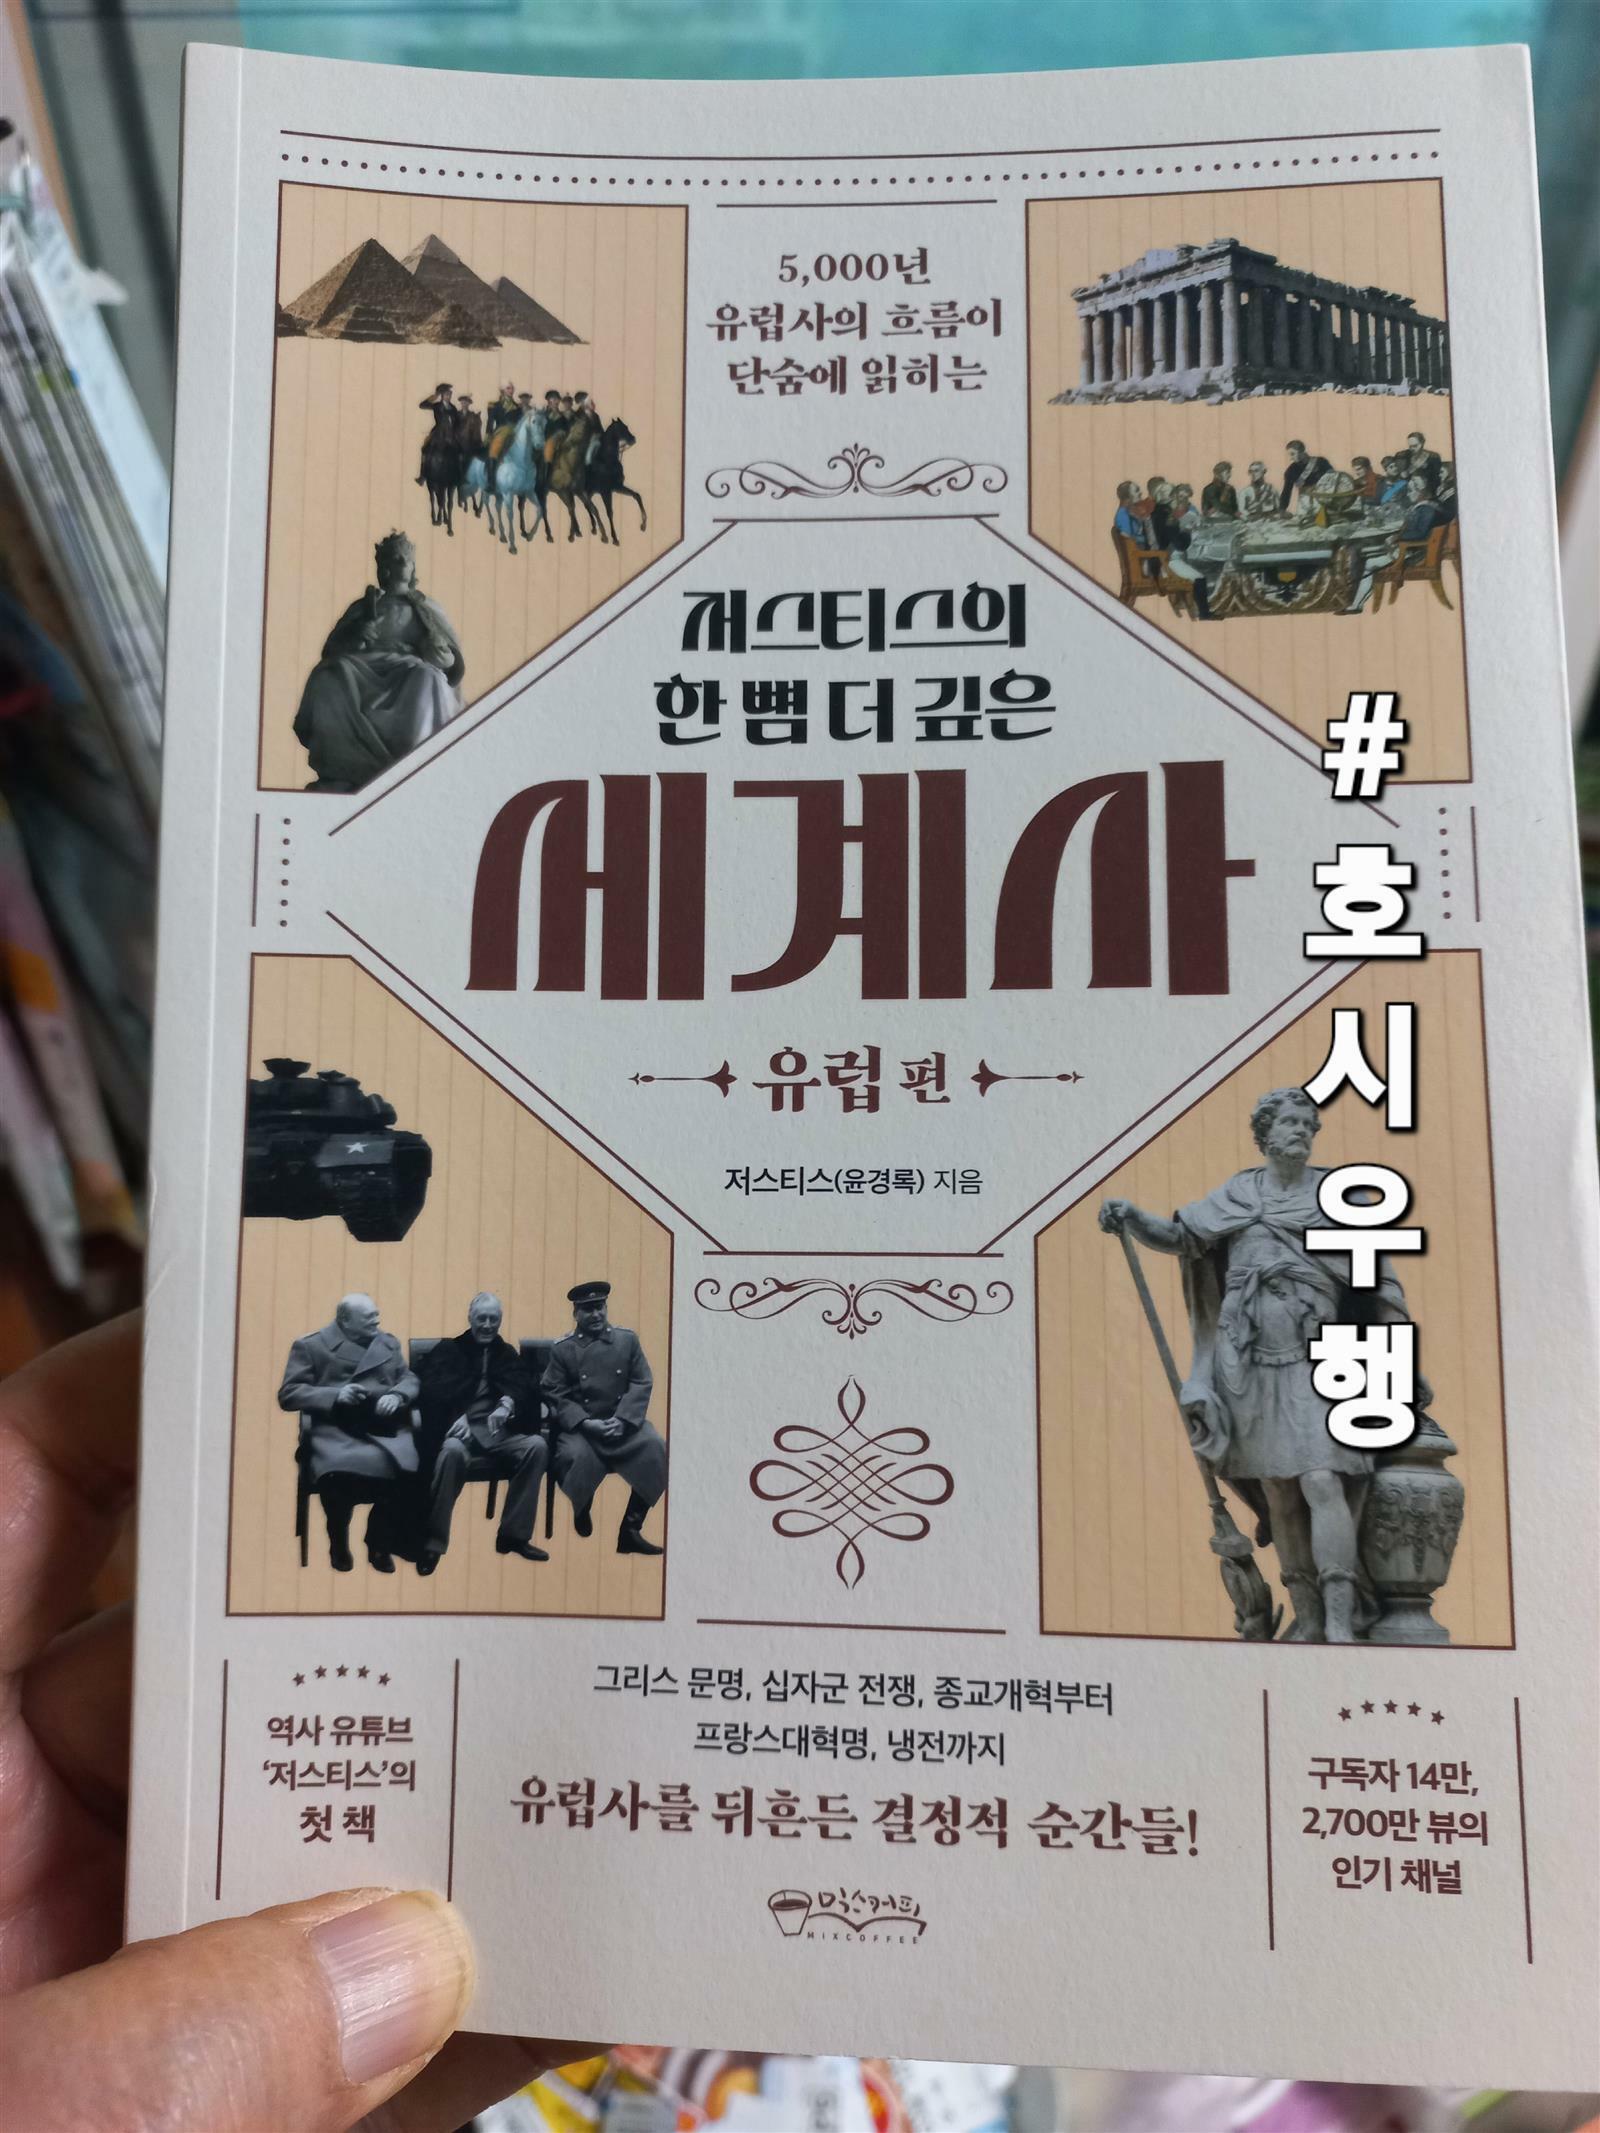 5,000년
유럽사의 흐름이
단숨에 읽히는
저스티스의
한 뼘 더 깊은
세계사
유럽 편
저스티스(윤경록) 지음
#호시우행
역사 유튜브
‘저스티스’의
첫 책
그리스 문명, 십자군 전쟁, 종교개혁부터
프랑스대혁명, 냉전까지
유럽사를 뒤흔든 결정적 순간들!
구독자 14만,
2,700만 뷰의
인기 채널
믹스커피
MIXCOFFEE